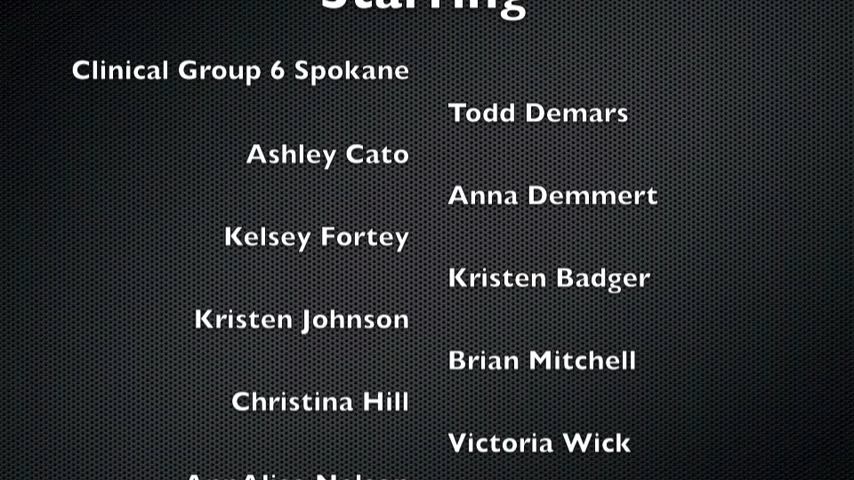 Starring
Clinical Group 6 Spokane
Todd Demars
Ashley Cato
Anna Demmert
Kelsey Fortey
Kristen Badger
Kristen Johnson
Brian Mitchell
Christina Hill
Victoria Wick